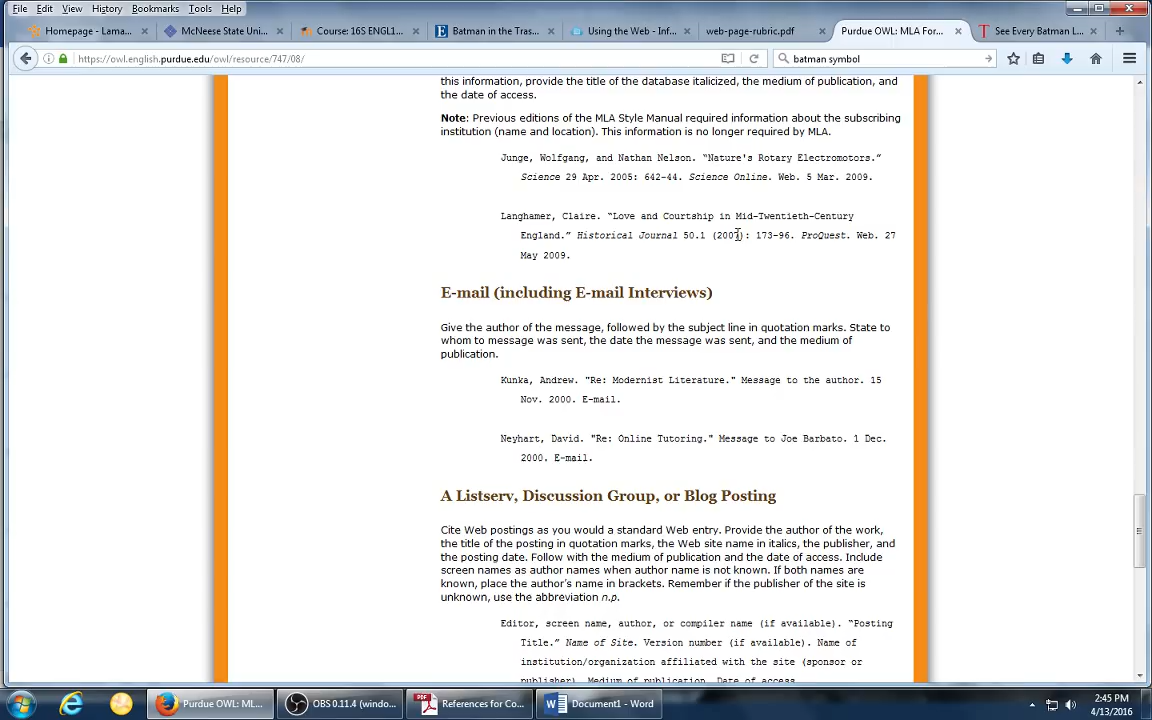 File Edit View History Bookmarks Tools Help
Homepage - Lama... McNeese State Uni... Course: 16S ENGL1... Batman in the Tras... Using the Web - Inf... web-page-rubric.pdf Purdue OWL: MLA For... See Every Batman L...
https://owl.english.purdue.edu/owl/resource/747/08/ batman symbol
this information, provide the title of the database italicized, the medium of publication, and
the date of access.
Note: Previous editions of the MLA Style Manual required information about the subscribing
institution (name and location). This information is no longer required by MLA.
Junge, Wolfgang, and Nathan Nelson. “Nature's Rotary Electromotors.”
Science 29 Apr. 2005: 642-44. Science Online. Web. 5 Mar. 2009.
Langhamer, Claire. “Love and Courtship in Mid-Twentieth-Century
England.” Historical Journal 50.1 (2007): 173-96. ProQuest. Web. 27
May 2009.
E-mail (including E-mail Interviews)
Give the author of the message, followed by the subject line in quotation marks. State to
whom to message was sent, the date the message was sent, and the medium of
publication.
Kunka, Andrew. "Re: Modernist Literature." Message to the author. 15
Nov. 2000. E-mail.
Neyhart, David. "Re: Online Tutoring." Message to Joe Barbato. 1 Dec.
2000. E-mail.
A Listserv, Discussion Group, or Blog Posting
Cite Web postings as you would a standard Web entry. Provide the author of the work,
the title of the posting in quotation marks, the Web site name in italics, the publisher, and
the posting date. Follow with the medium of publication and the date of access. Include
screen names as author names when author name is not known. If both names are
known, place the author’s name in brackets. Remember if the publisher of the site is
unknown, use the abbreviation n.p.
Editor, screen name, author, or compiler name (if available). “Posting
Title.” Name of Site. Version number (if available). Name of
institution/organization affiliated with the site (sponsor or
publisher). Medium of publication. Date of access.
Purdue OWL: ML... OBS 0.11.4 (windo... References for Co... Document1 - Word 2:45 PM
4/13/2016